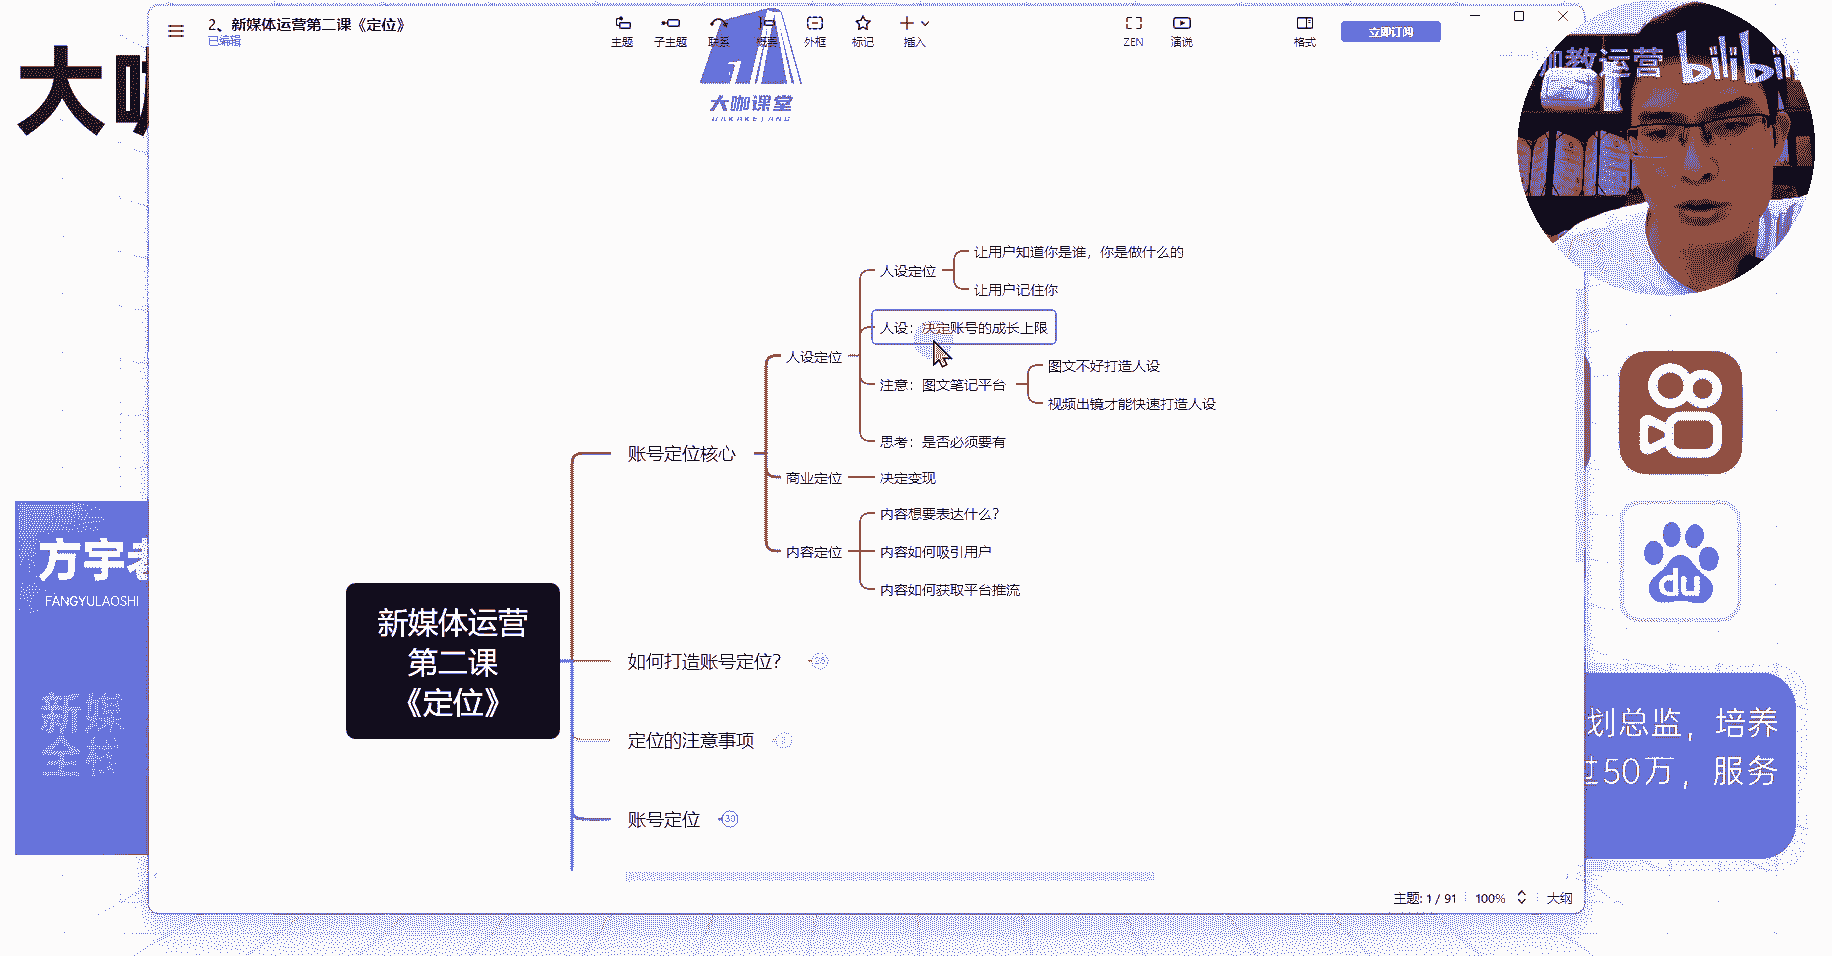 2、新媒体运营第二课《定位》
已编辑
主题
子主题
联系
概要
外框
标记
插入
ZEN
演说
格式
立即订阅
大咖课堂
DAKAKETANG
咖教运营
bilibili
大咖
人设定位
让用户知道你是谁，你是做什么的
让用户记住你
人设：决定账号的成长上限
人设定位
注意：图文笔记平台
图文不好打造人设
视频出镜才能快速打造人设
思考：是否必须要有
账号定位核心
商业定位
决定变现
内容定位
内容想要表达什么？
内容如何吸引用户
内容如何获取平台推流
新媒体运营
第二课
《定位》
如何打造账号定位？
26
定位的注意事项
账号定位
30
方宇老
FANGYULAOSHI
新媒
全栈
du
划总监，培养
过50万，服务
主题: 1 / 91
100%
大纲